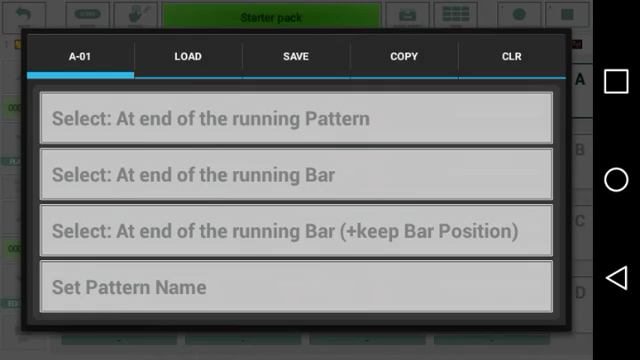 Starter pack
A-01 LOAD SAVE COPY CLR
Select: At end of the running Pattern
Select: At end of the running Bar
Select: At end of the running Bar (+keep Bar Position)
Set Pattern Name
A
B
C
D